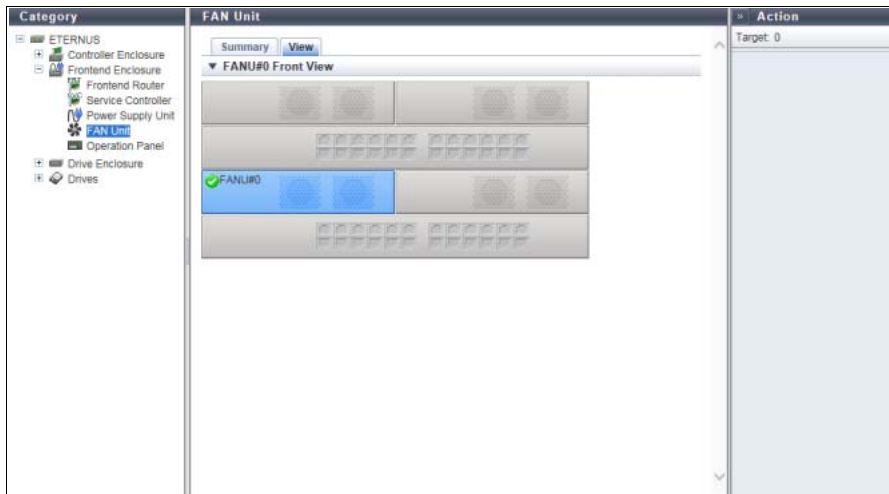 Category
ETERNUS
Controller Enclosure
Frontend Enclosure
Frontend Router
Service Controller
Power Supply Unit
FAN Unit
Operation Panel
Drive Enclosure
Drives
FAN Unit
Summary View
▼ FANU#0 Front View
FANU#0
» Action
Target: 0